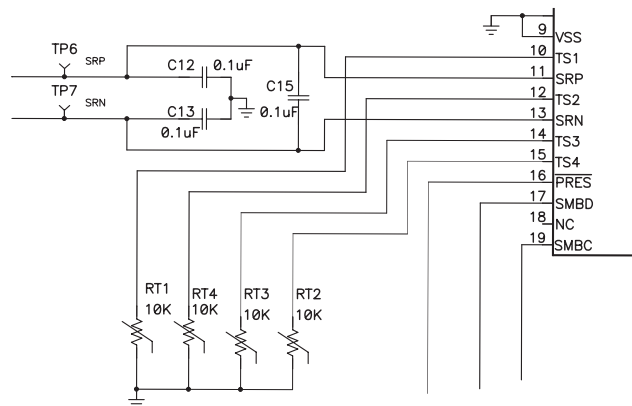 TP6
SRP
C12
0.1uF
TP7
SRN
C13
0.1uF
C15
0.1uF
9
VSS
10
TS1
11
SRP
12
TS2
13
SRN
14
TS3
15
TS4
16
PRES
17
SMBD
18
NC
19
SMBC
RT1
10K
RT4
10K
RT3
10K
RT2
10K